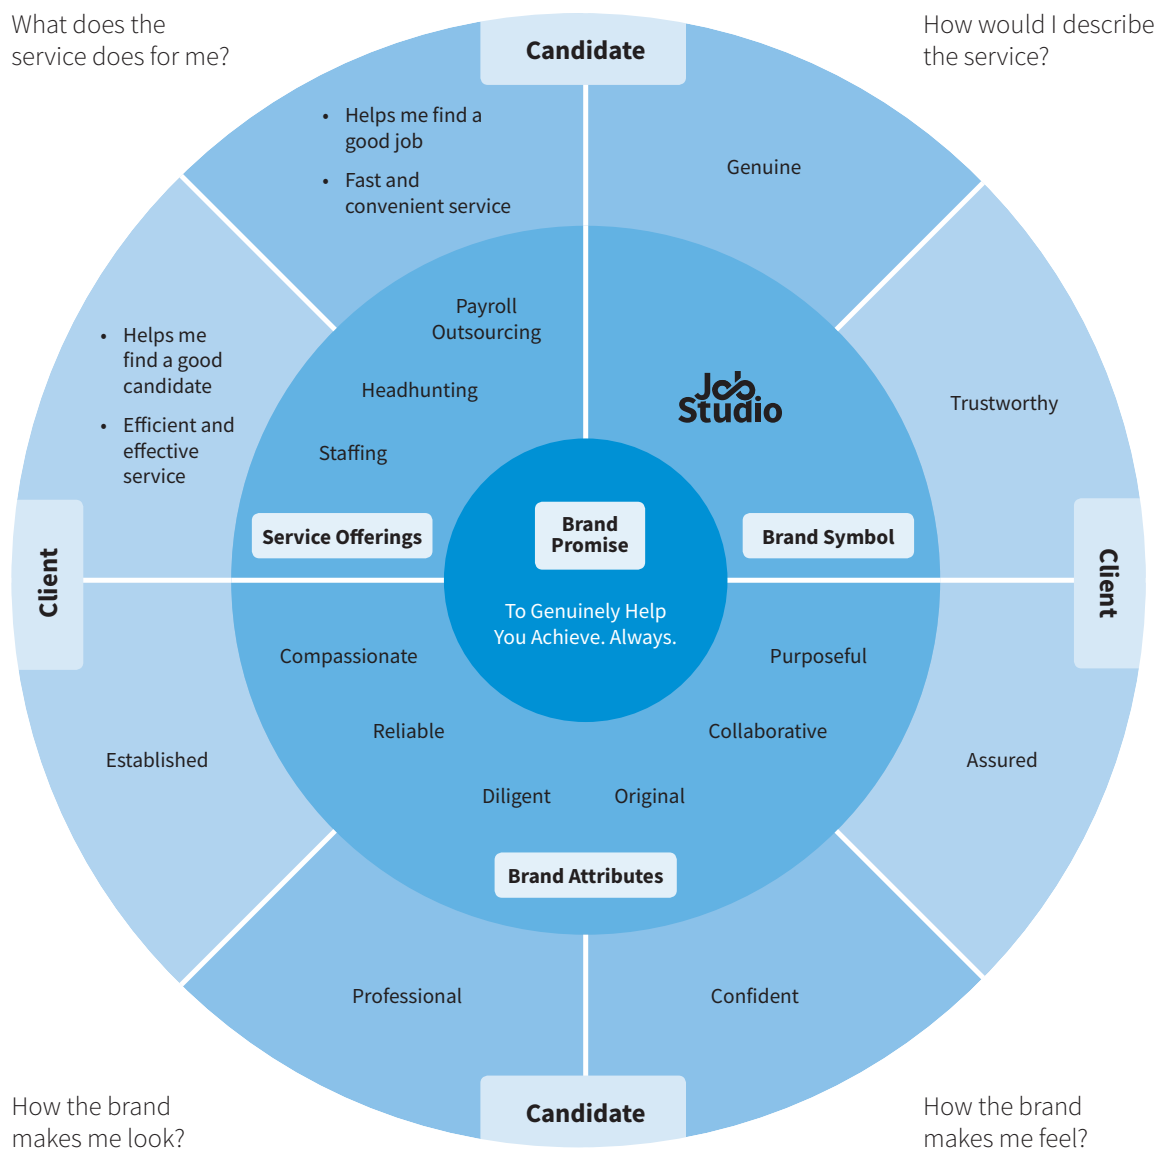 What does the
service does for me?
Candidate
How would I describe
the service?
• Helps me find a
good job
• Fast and
convenient service
Genuine
• Helps me
find a good
candidate
• Efficient and
effective
service
Payroll
Outsourcing
Headhunting
Staffing
Job
Studio
Trustworthy
Service Offerings
Brand
Promise
Brand Symbol
Client
Client
To Genuinely Help
You Achieve. Always.
Compassionate
Purposeful
Reliable
Collaborative
Established
Assured
Diligent
Original
Brand Attributes
Professional
Confident
How the brand
makes me look?
Candidate
How the brand
makes me feel?